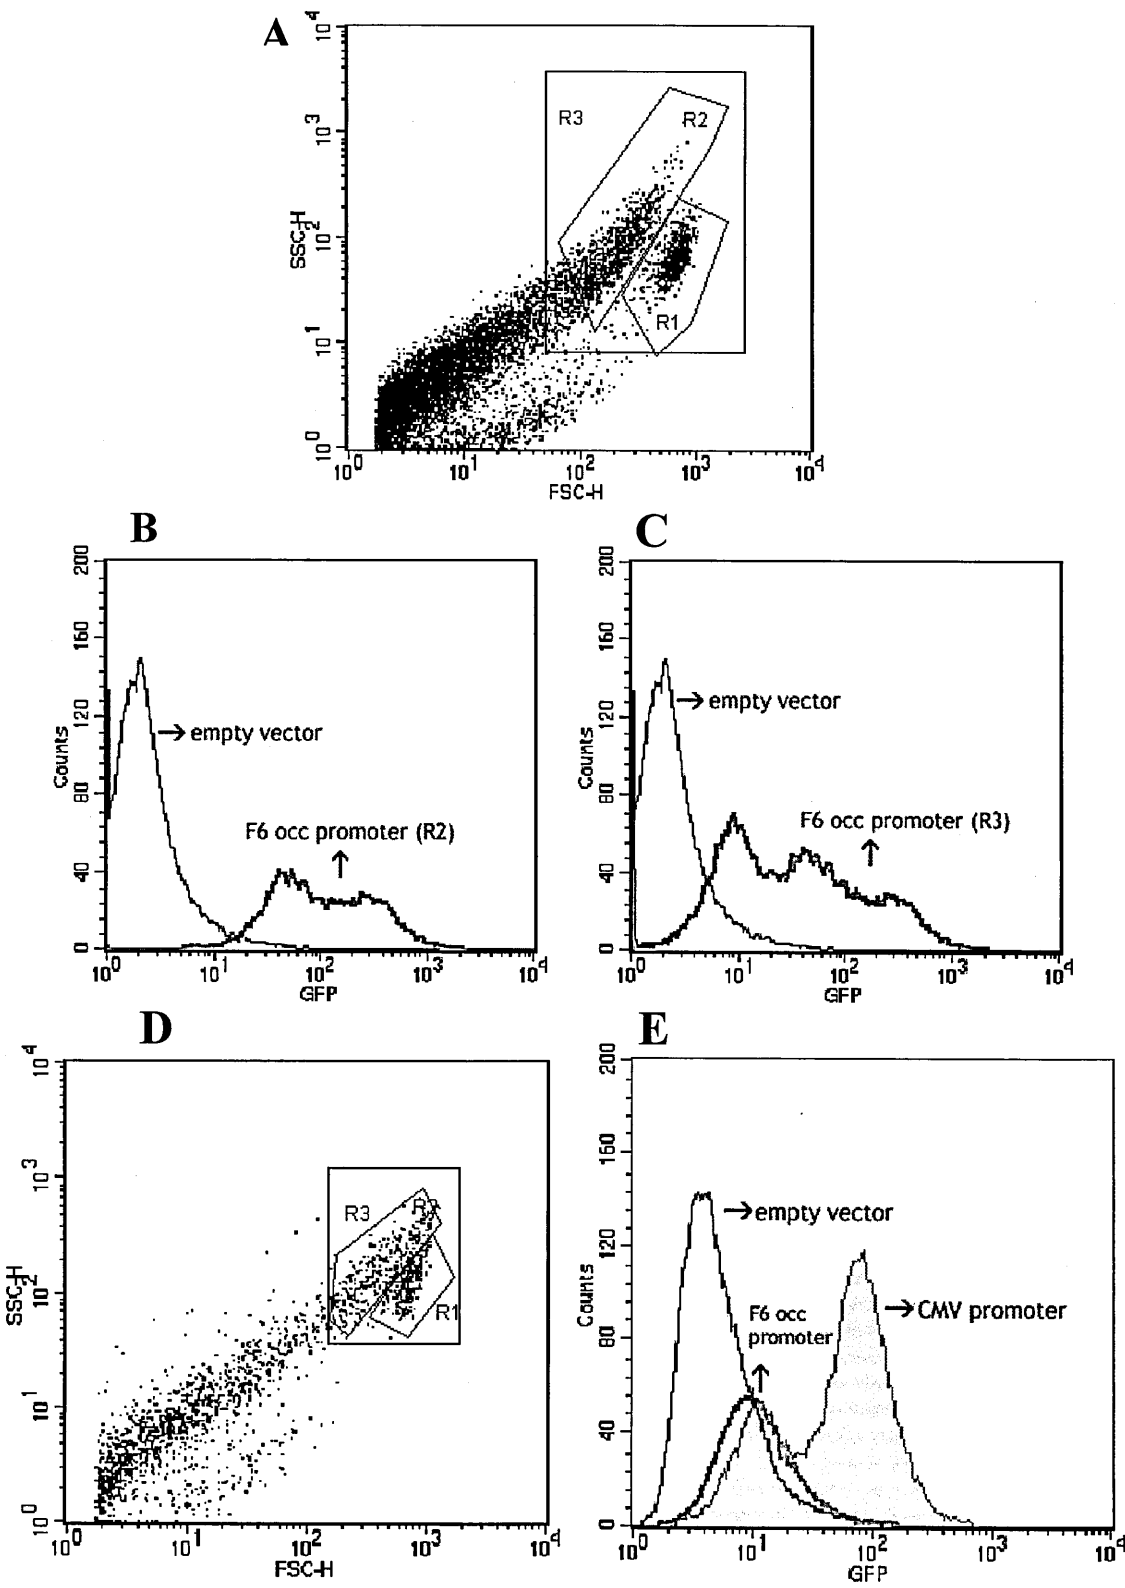 A
10^4
10^3
10^2
10^1
10^0
SSC-H
R3
R2
R1
10^0 10^1 10^2 10^3 10^4
FSC-H
B
200
160
120
80
40
0
Counts
empty vector
F6 occ promoter (R2)
10^0 10^1 10^2 10^3 10^4
GFP
C
200
160
120
80
40
0
Counts
empty vector
F6 occ promoter (R3)
10^0 10^1 10^2 10^3 10^4
GFP
D
10^4
10^3
10^2
10^1
10^0
SSC-H
R3
R2
R1
10^0 10^1 10^2 10^3 10^4
FSC-H
E
200
160
120
80
40
0
Counts
empty vector
F6 occ
promoter
CMV promoter
10^0 10^1 10^2 10^3 10^4
GFP